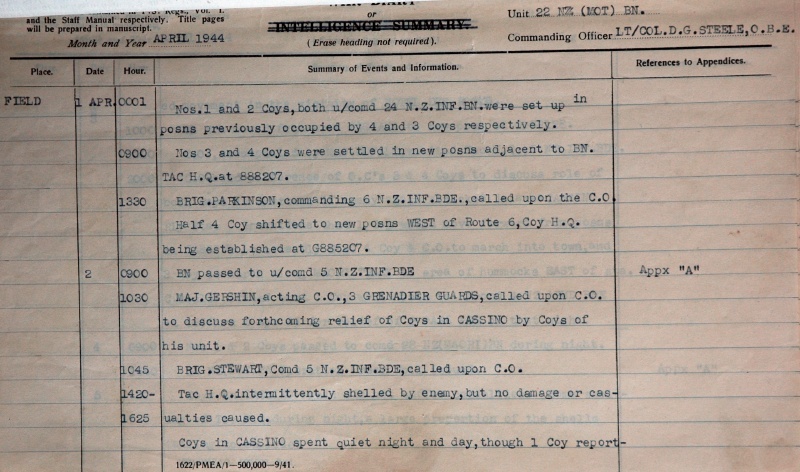 and the Staff Manual respectively. Title pages
will be prepared in manuscript.
WAR DIARY
or
INTELLIGENCE SUMMARY.
(Erase heading not required).
Month and Year APRIL 1944
Unit 22 NZ (MOT) BN.
Commanding Officer LT/COL.D.G.STEELE,O.B.E.
Place. Date Hour. Summary of Events and Information. References to Appendices.
FIELD 1 APR. 0001 Nos.1 and 2 Coys,both u/comd 24 N.Z.INF.BN.were set up in
posns previously occupied by 4 and 3 Coys respectively.
0900 Nos 3 and 4 Coys were settled in new posns adjacent to BN.
TAC H.Q.at 888207.
1330 BRIG.PARKINSON,commanding 6 N.Z.INF.BDE.,called upon the C.O.
Half 4 Coy shifted to new posns WEST of Route 6,Coy H.Q.
being established at G885207.
2 0900 BN passed to u/comd 5 N.Z.INF.BDE Appx "A"
1030 MAJ.GERSHIN,acting C.O.,3 GRENADIER GUARDS,called upon C.O.
to discuss forthcoming relief of Coys in CASSINO by Coys of
his unit.
1045 BRIG.STEWART,Comd 5 N.Z.INF.BDE,called upon C.O.
1420- Tac H.Q.intermittently shelled by enemy,but no damage or cas-
1625 ualties caused.
Coys in CASSINO spent quiet night and day,though 1 Coy report-
1622/PMEA/1—500,000—9/41.